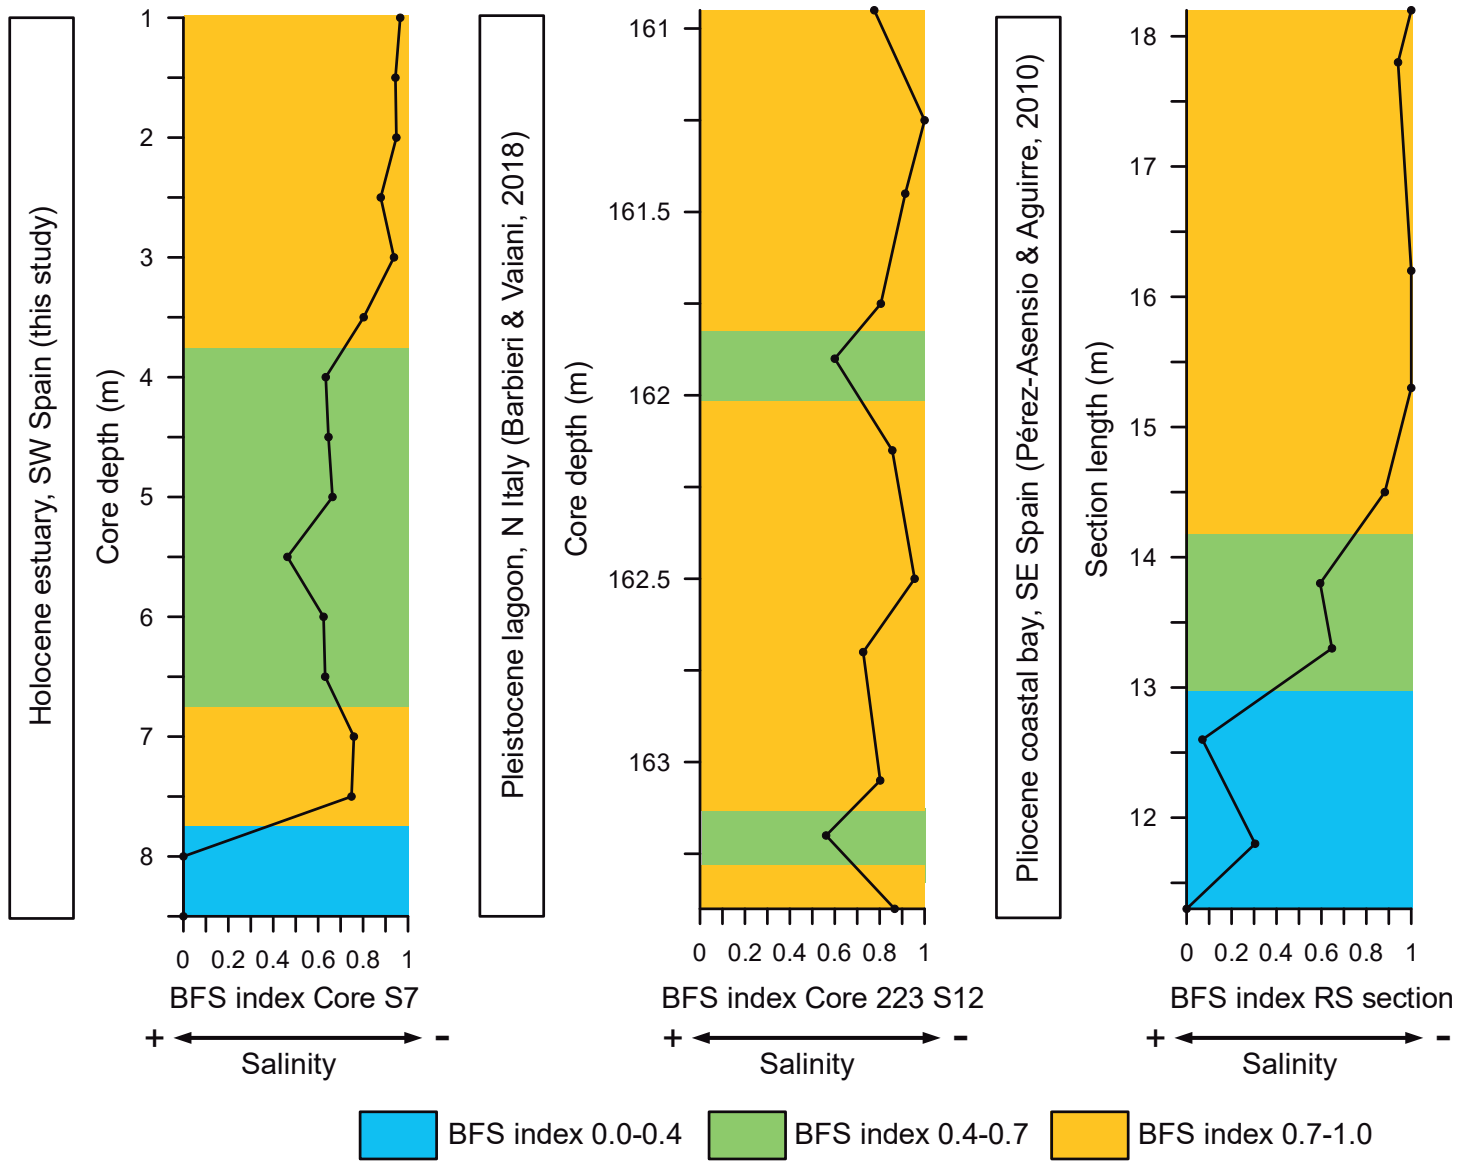 Holocene estuary, SW Spain (this study)
Core depth (m)
1
2
3
4
5
6
7
8
0 0.2 0.4 0.6 0.8 1
BFS index Core S7
+ -
Salinity
Pleistocene lagoon, N Italy (Barbieri & Vaiani, 2018)
Core depth (m)
161
161.5
162
162.5
163
0 0.2 0.4 0.6 0.8 1
BFS index Core 223 S12
+ -
Salinity
Pliocene coastal bay, SE Spain (Pérez-Asensio & Aguirre, 2010)
Section length (m)
18
17
16
15
14
13
12
0 0.2 0.4 0.6 0.8 1
BFS index RS section
+ -
Salinity
BFS index 0.0-0.4
BFS index 0.4-0.7
BFS index 0.7-1.0